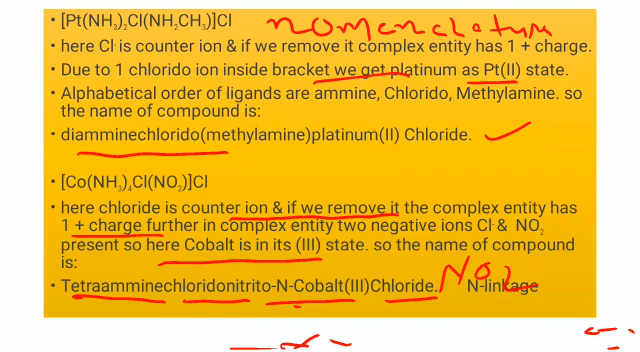 nomenclatum
• [Pt(NH₃)₂Cl(NH₂CH₃)]Cl
• here Cl is counter ion & if we remove it complex entity has 1 + charge.
• Due to 1 chlorido ion inside bracket we get platinum as Pt(II) state.
• Alphabetical order of ligands are ammine, Chlorido, Methylamine. so
the name of compound is:
• diamminechlorido(methylamine)platinum(II) Chloride.
• [Co(NH₃)₄Cl(NO₂)]Cl
• here chloride is counter ion & if we remove it the complex entity has
1 + charge further in complex entity two negative ions Cl & NO₂
present so here Cobalt is in its (III) state. so the name of compound
is:
• Tetraamminechloridonitrito-N-Cobalt(III)Chloride. N-linkage
NO₂